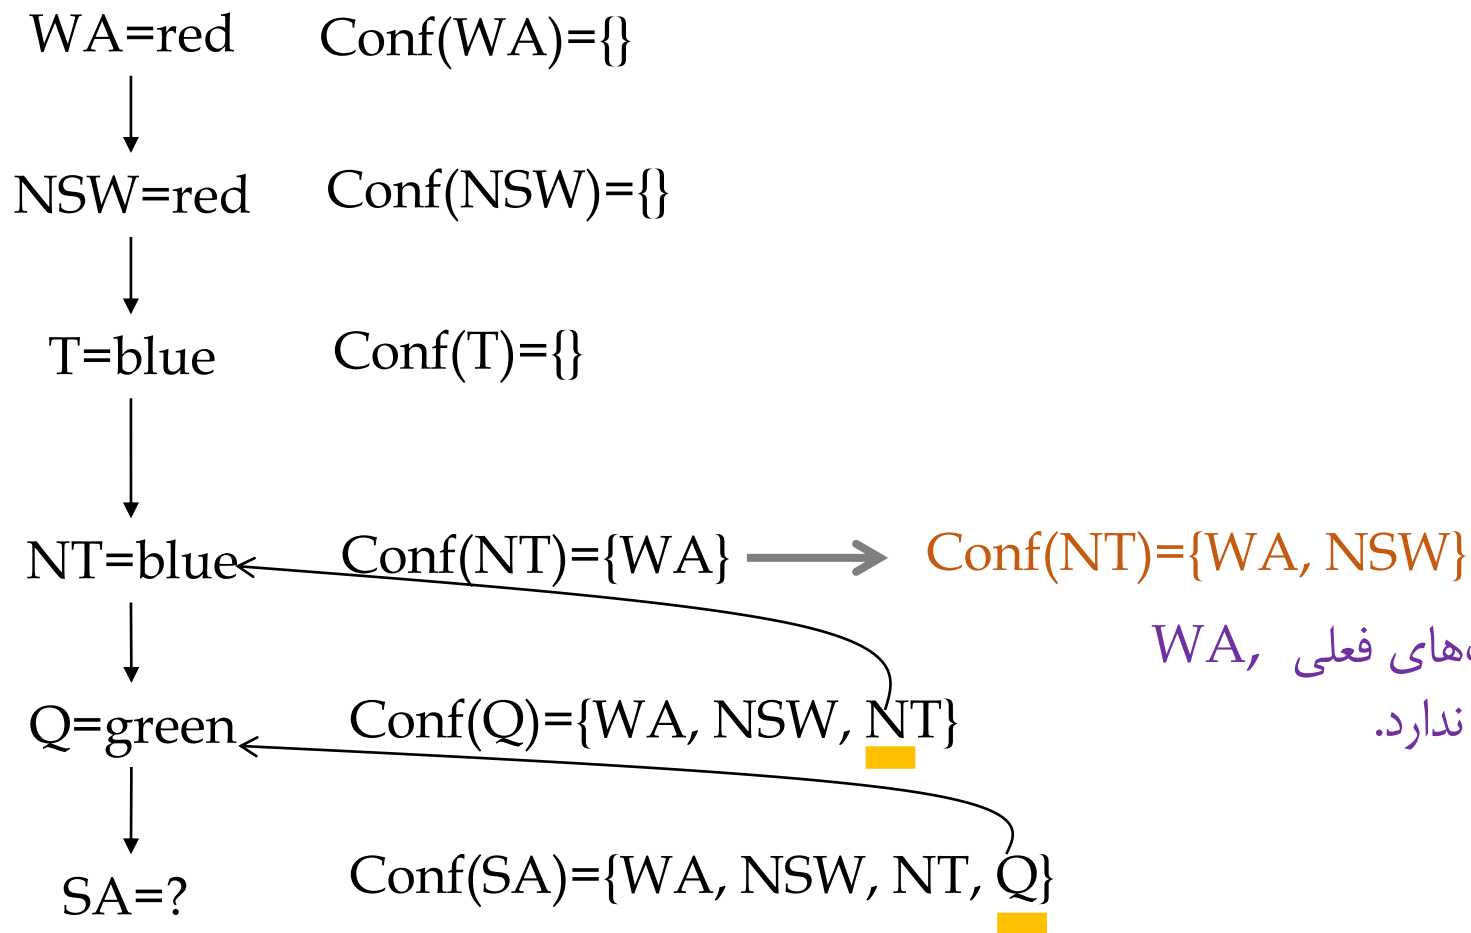 WA=red Conf(WA)={}
NSW=red Conf(NSW)={}
T=blue Conf(T)={}
NT=blue Conf(NT)={WA} Conf(NT)={WA, NSW}
فعلی WA,
Q=green Conf(Q)={WA, NSW, NT}
ندارد.
SA=? Conf(SA)={WA, NSW, NT, Q}